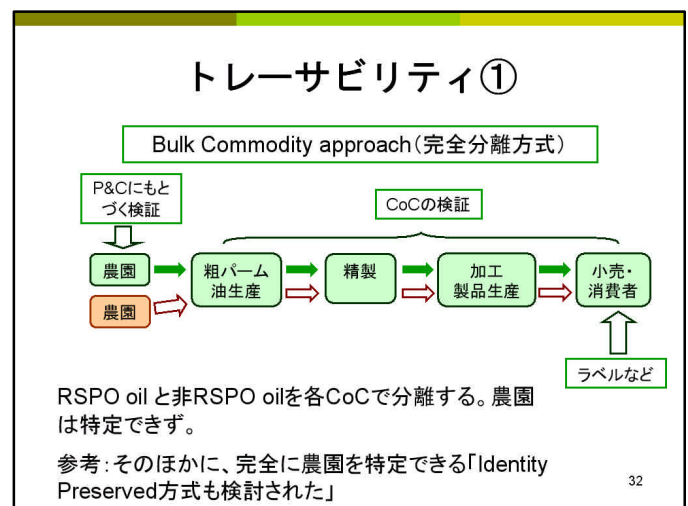 トレーサビリティ①
Bulk Commodity approach(完全分離方式)
P&Cにもと
づく検証
CoCの検証
農園
粗パーム
油生産
精製
加工
製品生産
小売・
消費者
農園
ラベルなど
RSPO oil と非RSPO oilを各CoCで分離する。農園
は特定できず。
参考:そのほかに、完全に農園を特定できる「Identity
Preserved方式も検討された」
32